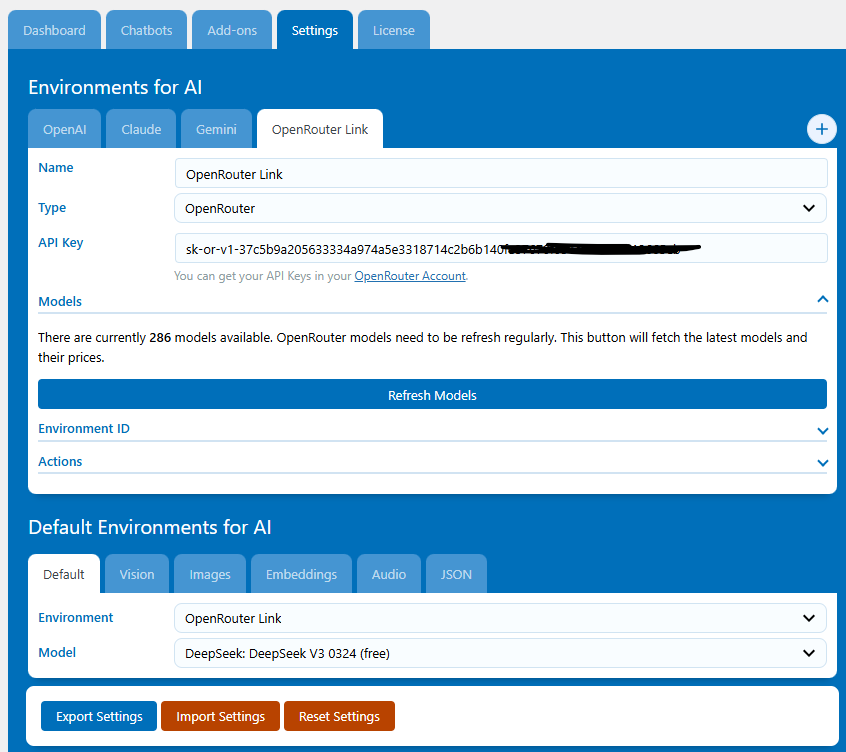 Dashboard Chatbots Add-ons Settings License
Environments for AI
OpenAI Claude Gemini OpenRouter Link
Name OpenRouter Link
Type OpenRouter
API Key sk-or-v1-37c5b9a205633334a974a5e3318714c2b6b140
You can get your API Keys in your OpenRouter Account.
Models
There are currently 286 models available. OpenRouter models need to be refresh regularly. This button will fetch the latest models and
their prices.
Refresh Models
Environment ID
Actions
Default Environments for AI
Default Vision Images Embeddings Audio JSON
Environment OpenRouter Link
Model DeepSeek: DeepSeek V3 0324 (free)
Export Settings Import Settings Reset Settings